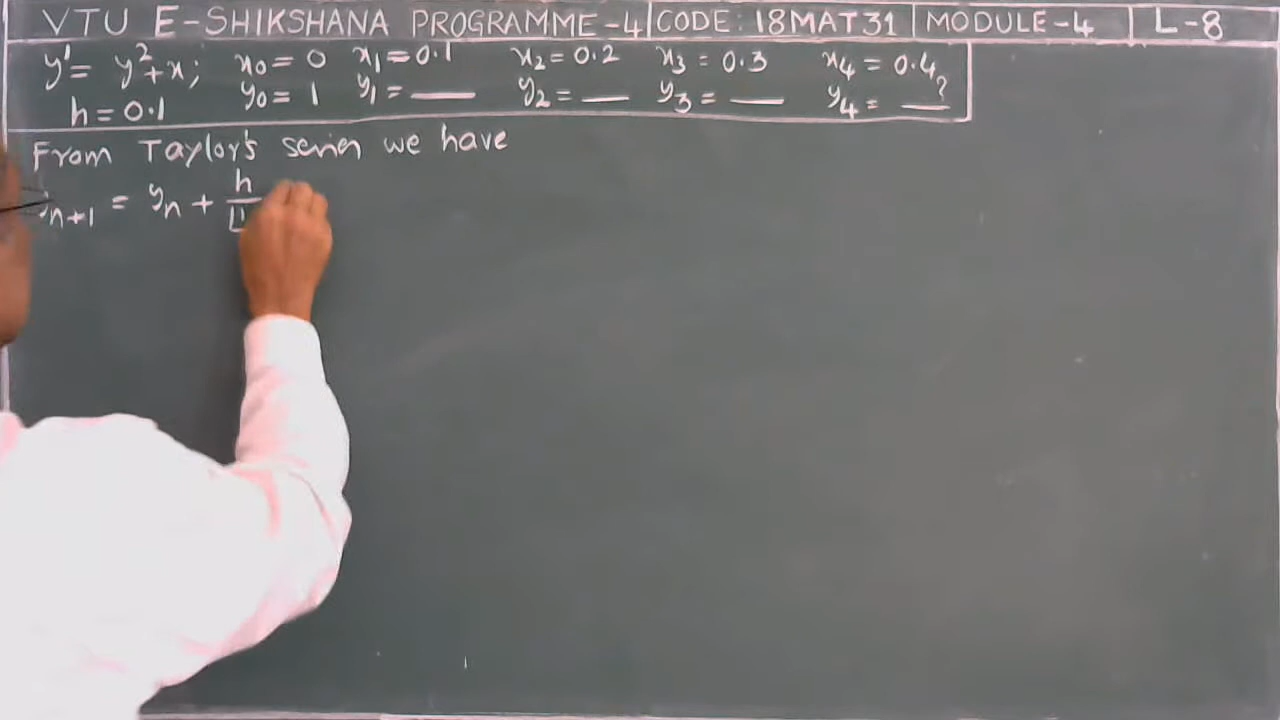 VTU E-SHIKSHANA PROGRAMME-4 CODE: 18MAT31 MODULE-4 L-8
y' = y² + x; x₀ = 0 x₁ = 0.1 x₂ = 0.2 x₃ = 0.3 x₄ = 0.4
h = 0.1 y₀ = 1 y₁ = ___ y₂ = ___ y₃ = ___ y₄ = ___?
From Taylor's series we have
yₙ₊₁ = yₙ + h/⌊1